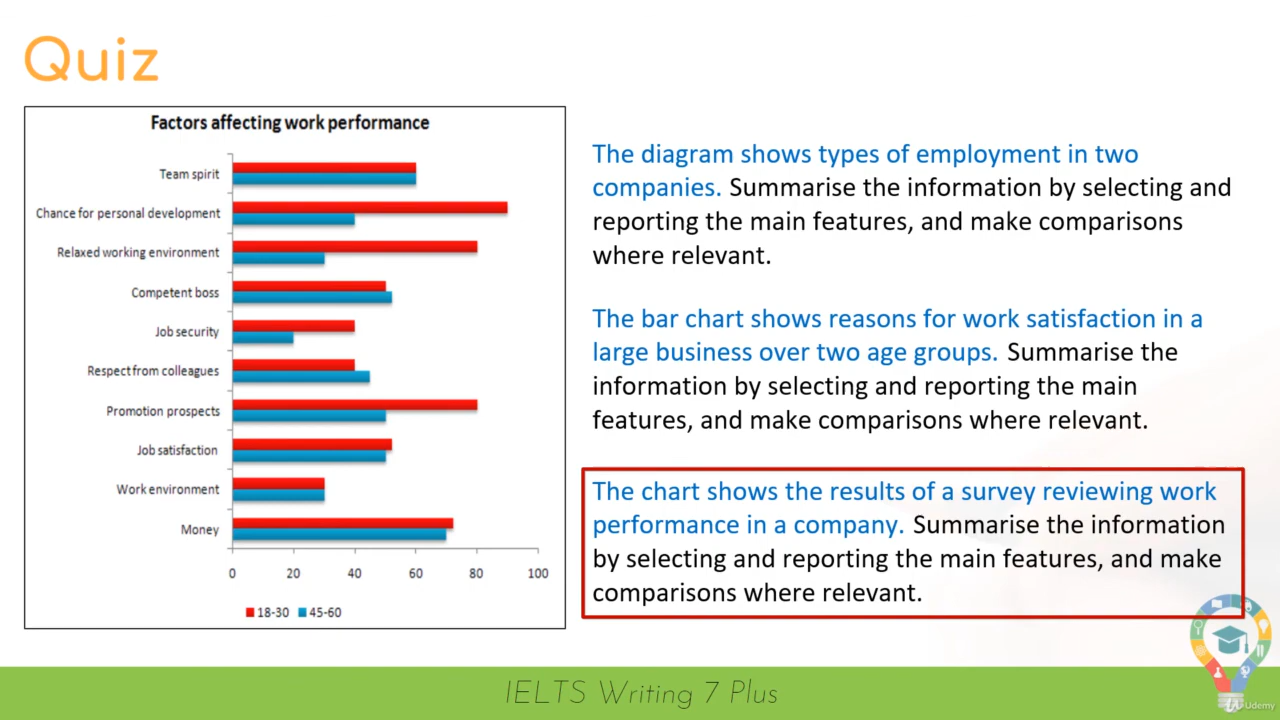 Quiz
Factors affecting work performance
Team spirit
Chance for personal development
Relaxed working environment
Competent boss
Job security
Respect from colleagues
Promotion prospects
Job satisfaction
Work environment
Money
0 20 40 60 80 100
18-30 45-60
The diagram shows types of employment in two
companies. Summarise the information by selecting and
reporting the main features, and make comparisons
where relevant.
The bar chart shows reasons for work satisfaction in a
large business over two age groups. Summarise the
information by selecting and reporting the main
features, and make comparisons where relevant.
The chart shows the results of a survey reviewing work
performance in a company. Summarise the information
by selecting and reporting the main features, and make
comparisons where relevant.
IELTS Writing 7 Plus
Udemy